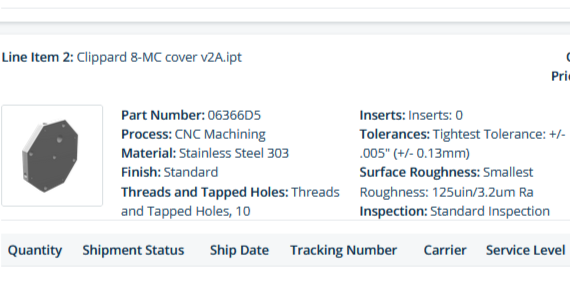 Line Item 2: Clippard 8-MC cover v2A.ipt
Part Number: 06366D5
Process: CNC Machining
Material: Stainless Steel 303
Finish: Standard
Threads and Tapped Holes: Threads
and Tapped Holes, 10
Inserts: Inserts: 0
Tolerances: Tightest Tolerance: +/-
.005" (+/- 0.13mm)
Surface Roughness: Smallest
Roughness: 125uin/3.2um Ra
Inspection: Standard Inspection
Quantity Shipment Status Ship Date Tracking Number Carrier Service Level